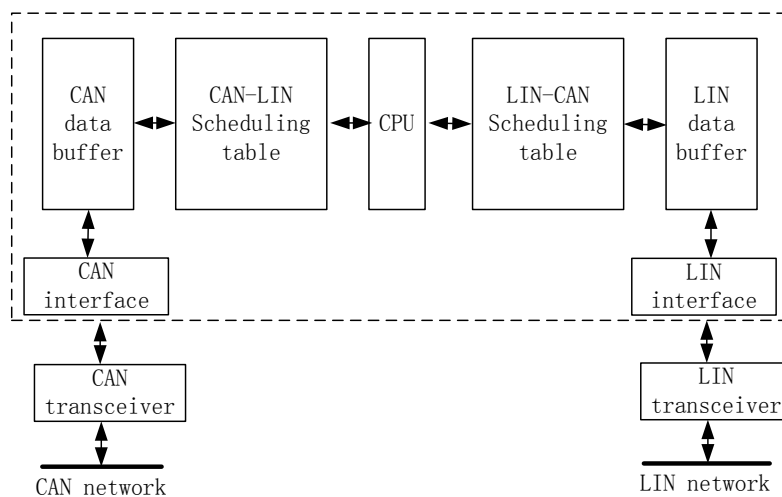 CAN
data
buffer
CAN-LIN
Scheduling
table
CPU
LIN-CAN
Scheduling
table
LIN
data
buffer
CAN
interface
LIN
interface
CAN
transceiver
LIN
transceiver
CAN network
LIN network